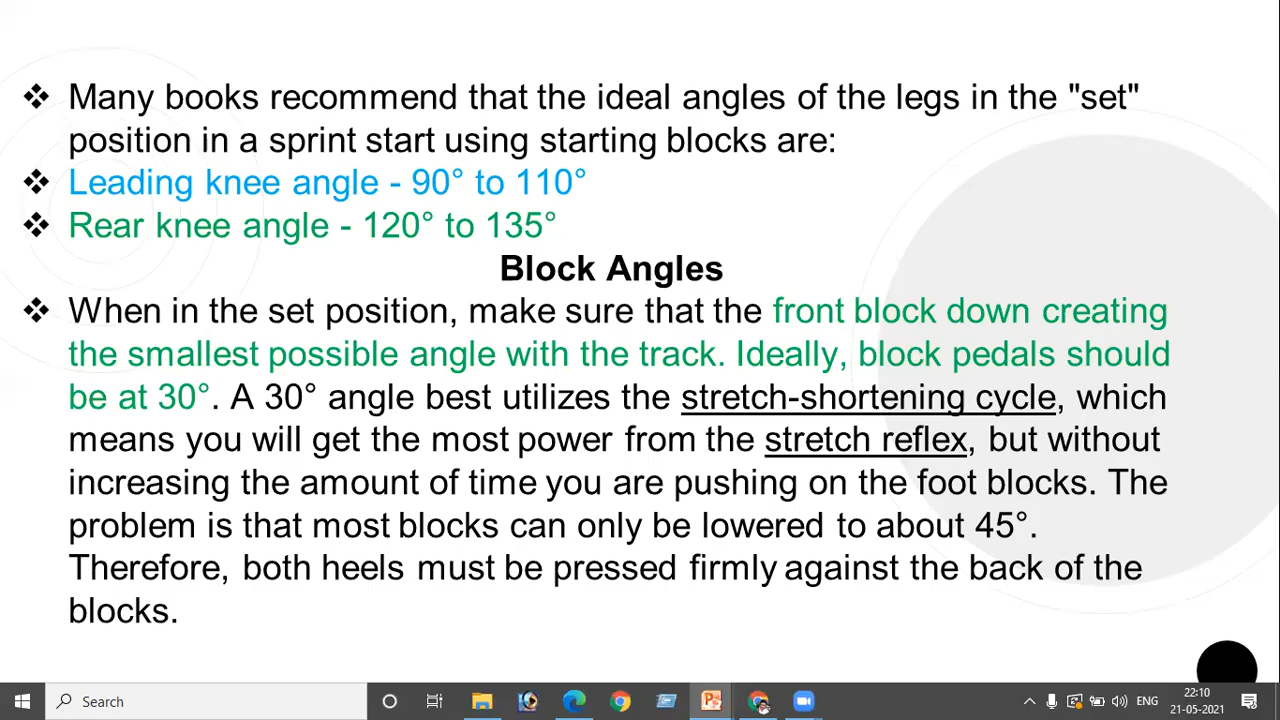 ❖ Many books recommend that the ideal angles of the legs in the "set"
position in a sprint start using starting blocks are:
❖ Leading knee angle - 90° to 110°
❖ Rear knee angle - 120° to 135°
Block Angles
❖ When in the set position, make sure that the front block down creating
the smallest possible angle with the track. Ideally, block pedals should
be at 30°. A 30° angle best utilizes the stretch-shortening cycle, which
means you will get the most power from the stretch reflex, but without
increasing the amount of time you are pushing on the foot blocks. The
problem is that most blocks can only be lowered to about 45°.
Therefore, both heels must be pressed firmly against the back of the
blocks.
Search
ENG
22:10
21-05-2021